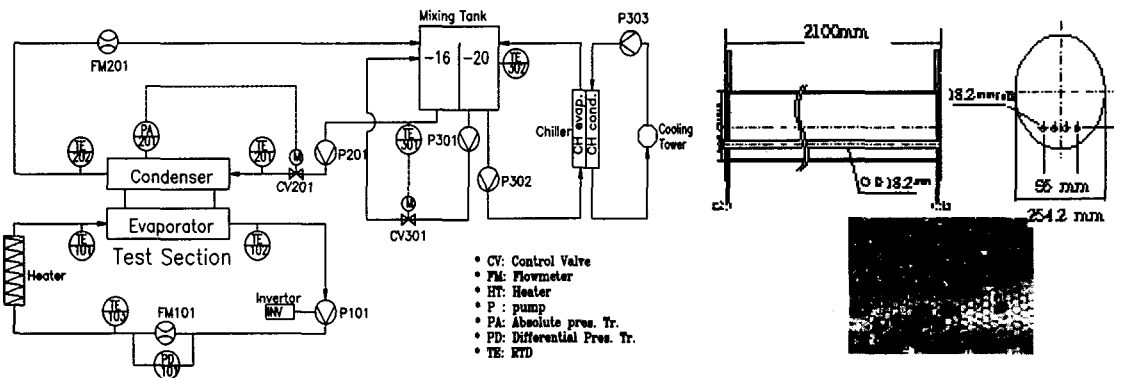 Mixing Tank
-16
-20
TE
302
FM201
P303
CH evap.
CH cond.
Chiller
Cooling
Tower
PA
201
TE
202
TE
201
M
CV201
P201
TE
301
P301
P302
M
CV301
Condenser
Evaporator
TE
101
TE
102
Test Section
Heater
Invertor
INV
P101
TE
103
FM101
PD
101
• CV: Control Valve
• FM: Flowmeter
• HT: Heater
• P : pump
• PA: Absolute pres. Tr.
• PD: Differential Pres. Tr.
• TE: RTD
2100mm
O D 18.2mm
18.2mm
mm
254.2 mm